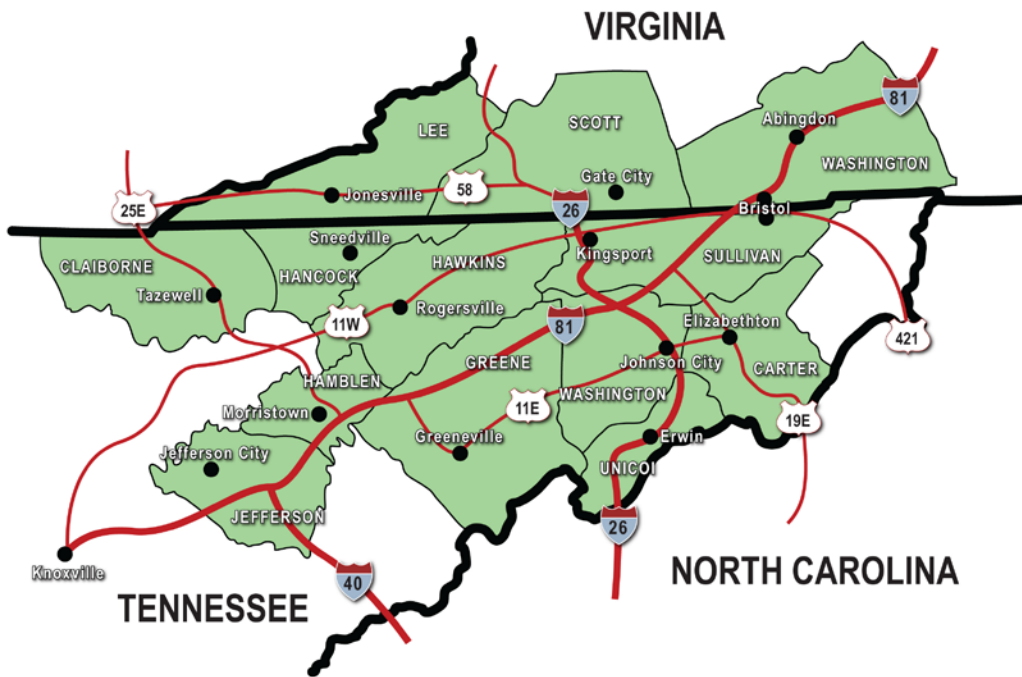 VIRGINIA
81
LEE
SCOTT
Abingdon
WASHINGTON
Jonesville
58
Gate City
25E
26
Bristol
Sneedville
Kingsport
CLAIBORNE
HANCOCK
HAWKINS
SULLIVAN
Tazewell
Rogersville
11W
81
Elizabethton
421
GREENE
Johnson City
CARTER
HAMBLEN
WASHINGTON
Morristown
11E
19E
Greeneville
Erwin
Jefferson City
UNICOI
JEFFERSON
26
Knoxville
40
NORTH CAROLINA
TENNESSEE